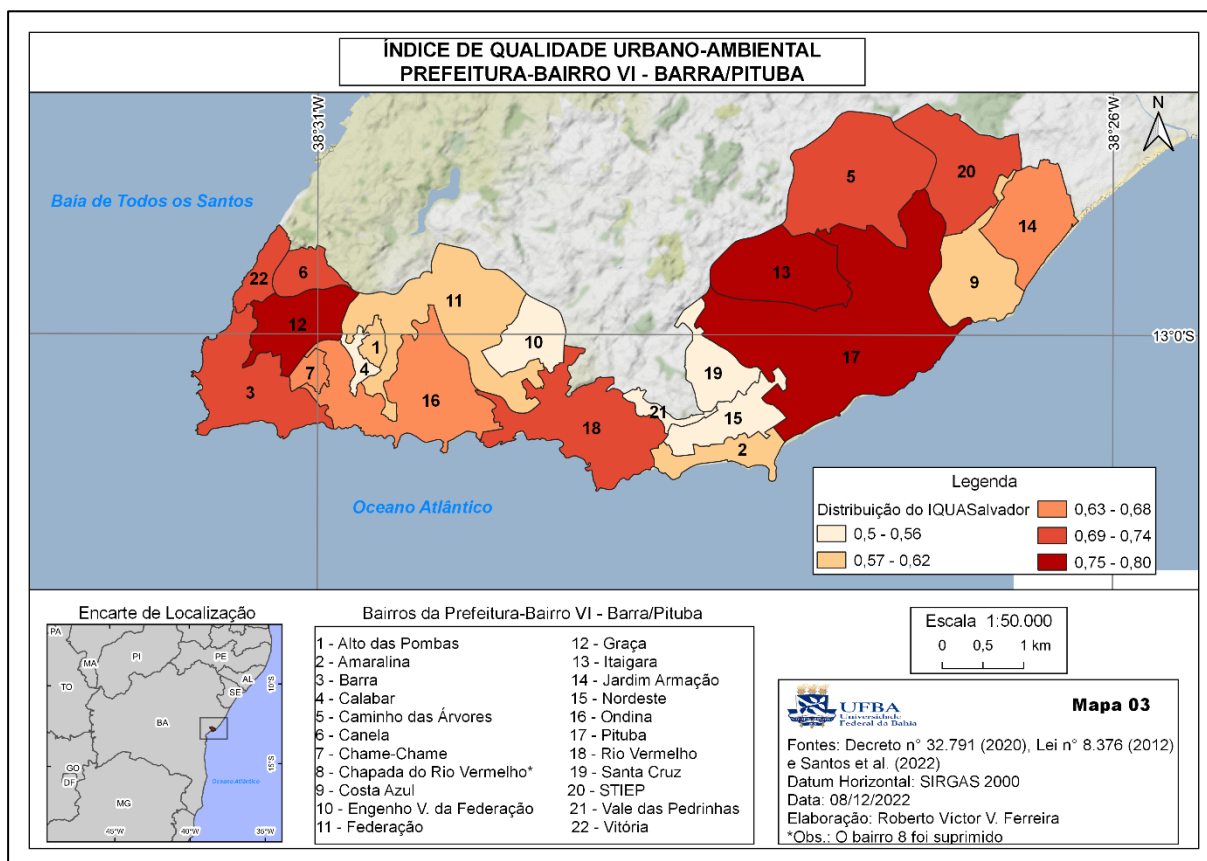 ÍNDICE DE QUALIDADE URBANO-AMBIENTAL
PREFEITURA-BAIRRO VI - BARRA/PITUBA
38°31'W
38°26'W
N
Baía de Todos os Santos
5
20
14
22
6
13
9
11
12
13°0'S
1
10
17
7
4
19
3
16
15
21
18
2
Oceano Atlântico
Legenda
Distribuição do IQUASalvador
0,5 - 0,56
0,57 - 0,62
0,63 - 0,68
0,69 - 0,74
0,75 - 0,80
Encarte de Localização
PA
MA
PI
PE
AL
SE
TO
BA
GO
DF
MG
Oceano Atlântico
10°S
15°S
45°W
40°W
35°W
Bairros da Prefeitura-Bairro VI - Barra/Pituba
1 - Alto das Pombas
2 - Amaralina
3 - Barra
4 - Calabar
5 - Caminho das Árvores
6 - Canela
7 - Chame-Chame
8 - Chapada do Rio Vermelho*
9 - Costa Azul
10 - Engenho V. da Federação
11 - Federação
12 - Graça
13 - Itaigara
14 - Jardim Armação
15 - Nordeste
16 - Ondina
17 - Pituba
18 - Rio Vermelho
19 - Santa Cruz
20 - STIEP
21 - Vale das Pedrinhas
22 - Vitória
Escala 1:50.000
0 0,5 1 km
UFBA
Universidade
Federal da Bahia
Mapa 03
Fontes: Decreto n° 32.791 (2020), Lei n° 8.376 (2012)
e Santos et al. (2022)
Datum Horizontal: SIRGAS 2000
Data: 08/12/2022
Elaboração: Roberto Victor V. Ferreira
*Obs.: O bairro 8 foi suprimido